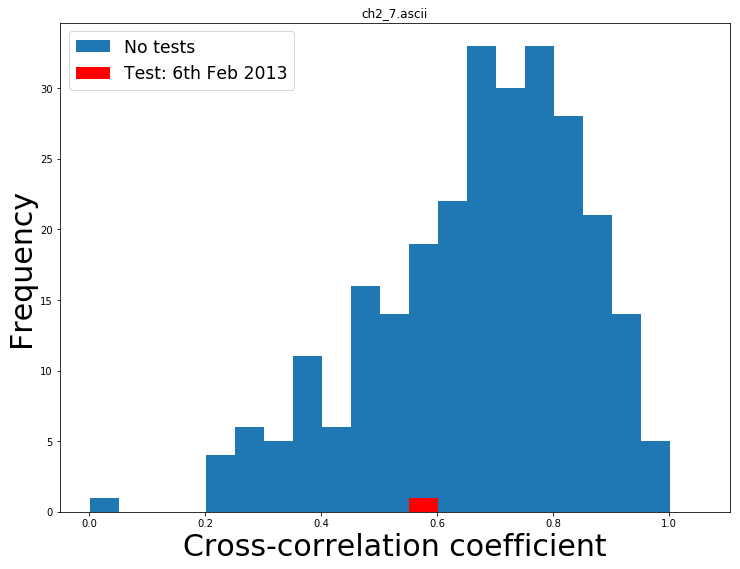 ch2_7.ascii
No tests
Test: 6th Feb 2013
Frequency
30
25
20
15
10
5
0
0.0 0.2 0.4 0.6 0.8 1.0
Cross-correlation coefficient